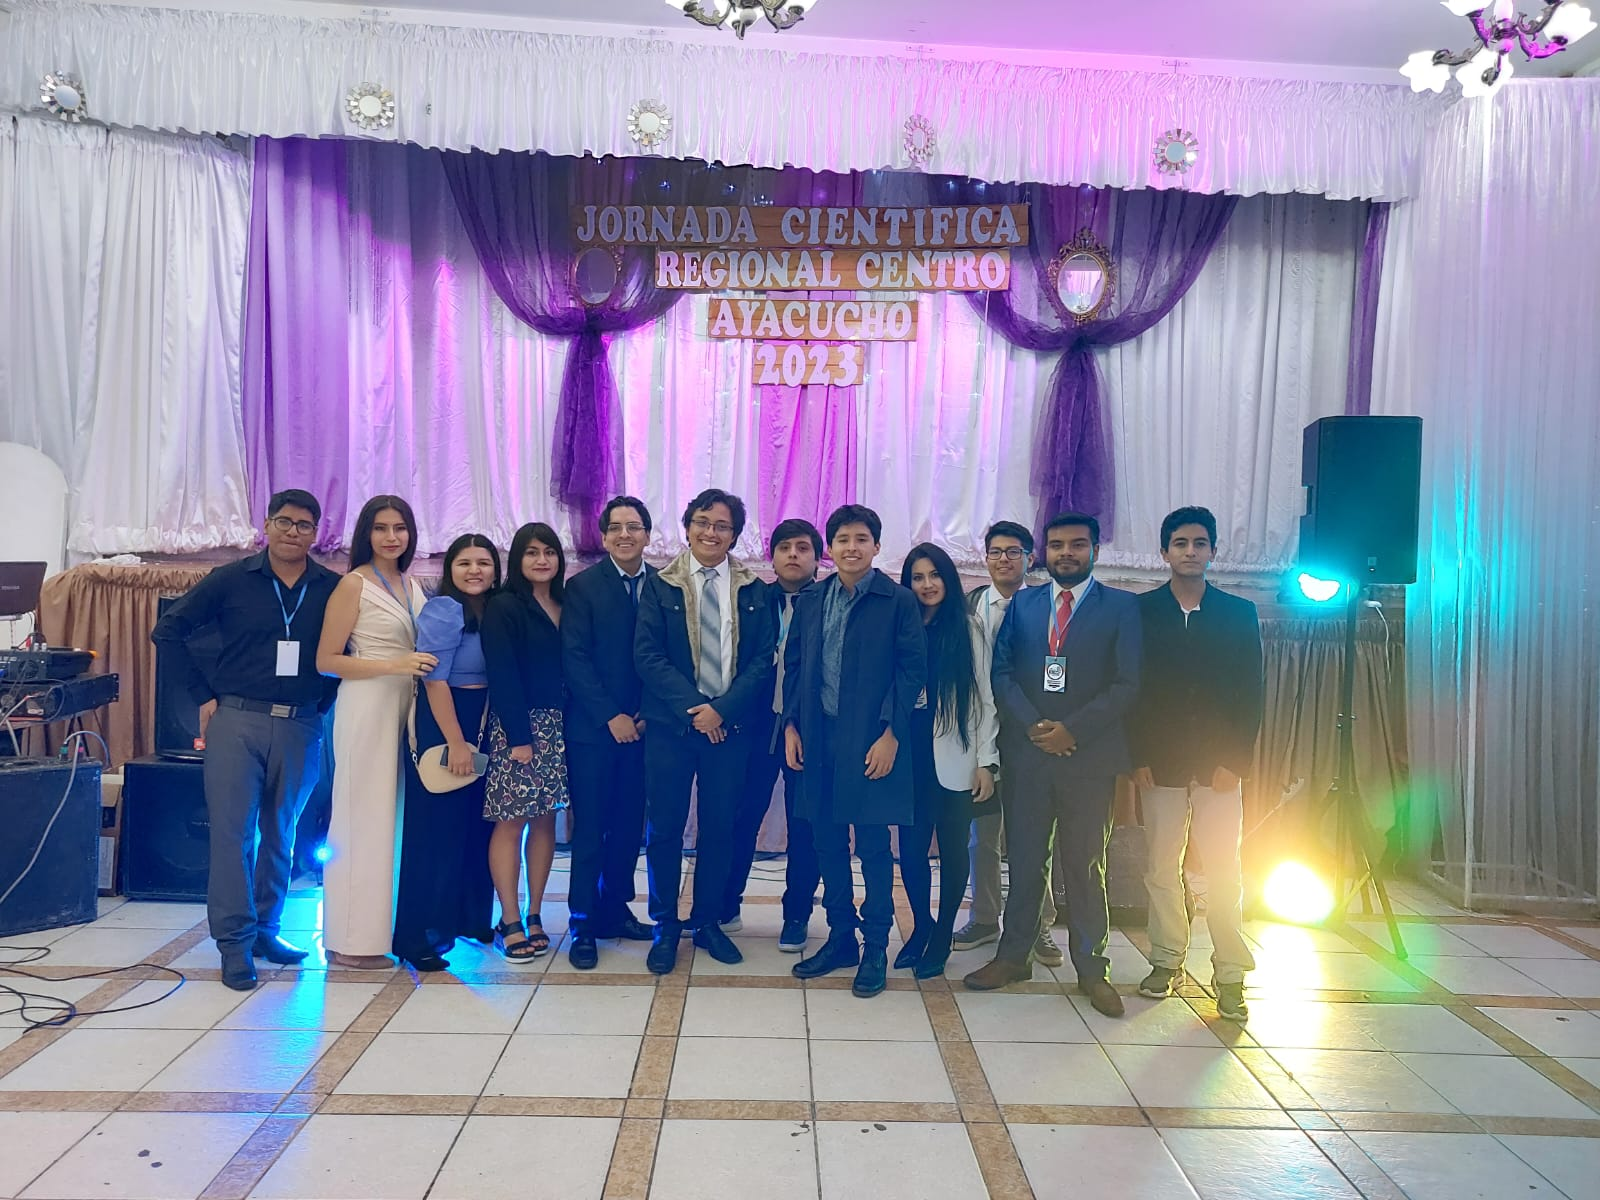 JORNADA CIENTIFICA
REGIONAL CENTRO
AYACUCHO
2023